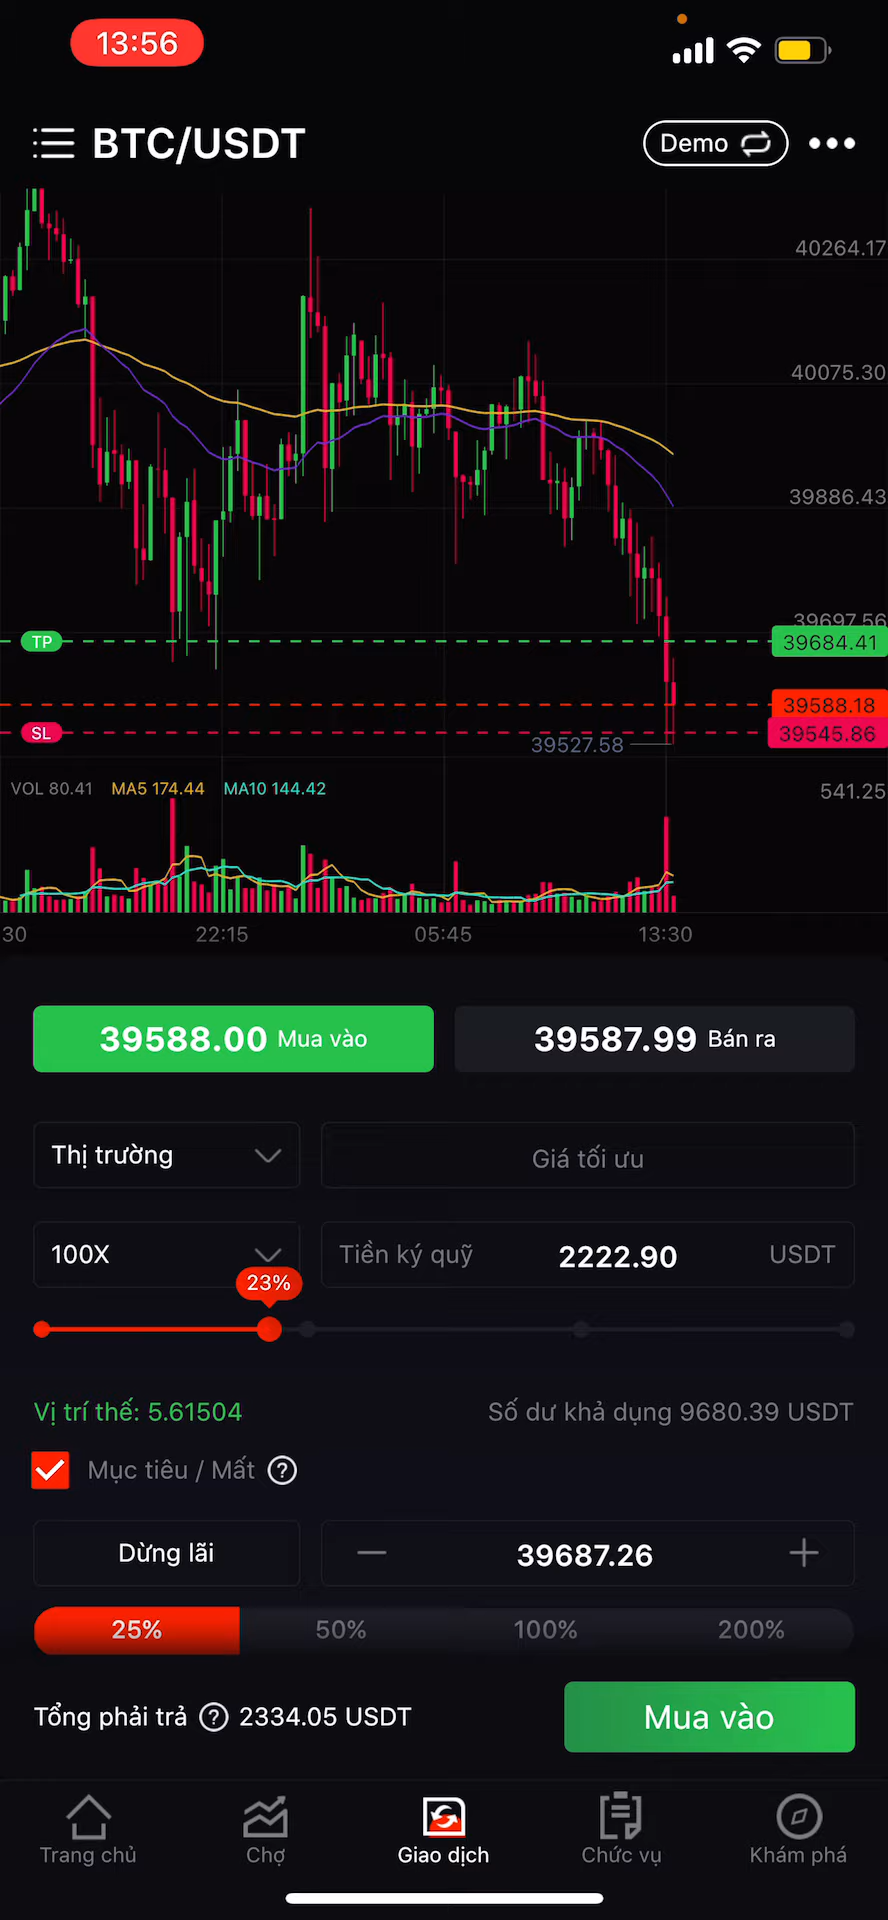 13:56
BTC/USDT
Demo
40264.17
40075.30
39886.43
39697.56
TP
39684.41
39588.18
SL
39545.86
39527.58
VOL 80.41 MA5 174.44 MA10 144.42
541.25
30 22:15 05:45 13:30
39588.00 Mua vào
39587.99 Bán ra
Thị trường
Giá tối ưu
100X
Tiền ký quỹ 2222.90 USDT
23%
Vị trí thế: 5.61504
Số dư khả dụng 9680.39 USDT
Mục tiêu / Mất ?
Dừng lãi
39687.26
25% 50% 100% 200%
Tổng phải trả ? 2334.05 USDT
Mua vào
Trang chủ Chợ Giao dịch Chức vụ Khám phá